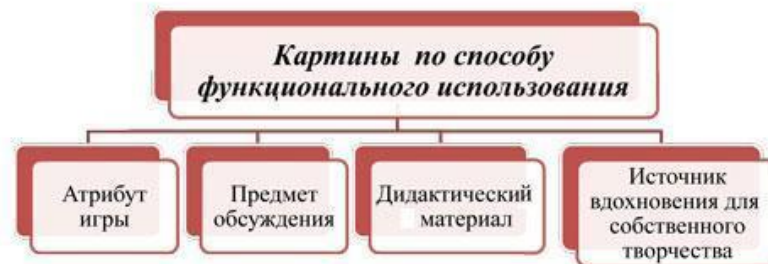 Картины по способу
функционального использования
Атрибут
игры
Предмет
обсуждения
Дидактический
материал
Источник
вдохновения для
собственного
творчества